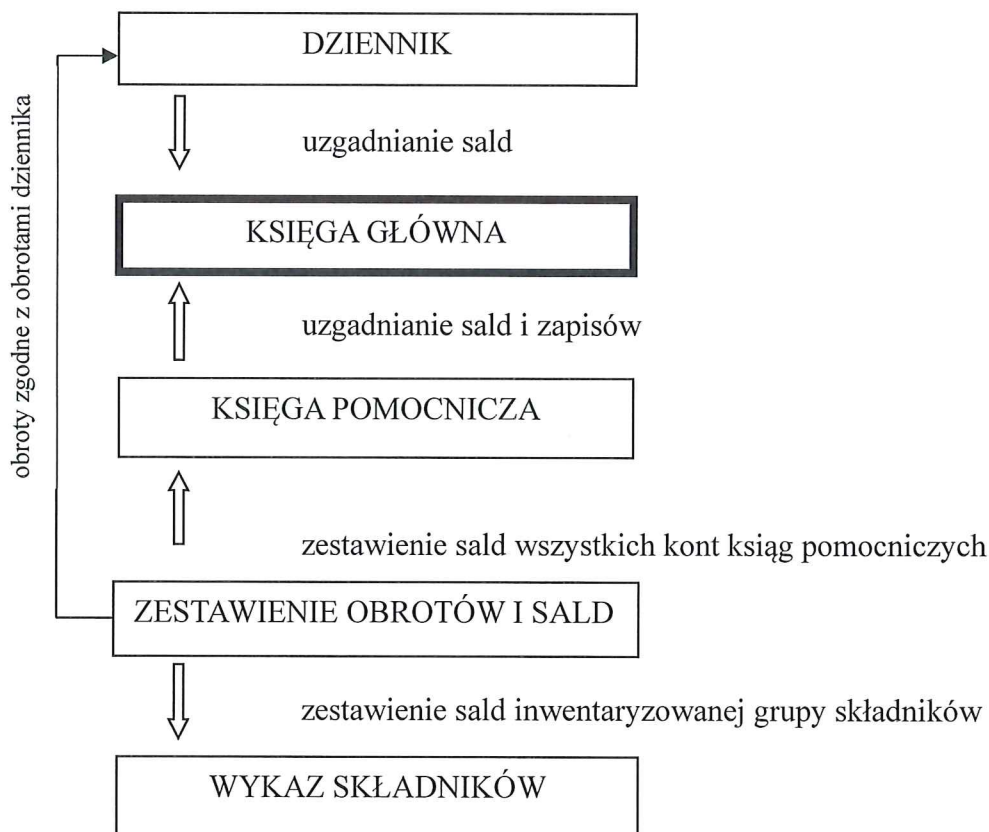 DZIENNIK
uzgadnianie sald
KSIĘGA GŁÓWNA
uzgadnianie sald i zapisów
KSIĘGA POMOCNICZA
zestawienie sald wszystkich kont ksiąg pomocniczych
ZESTAWIENIE OBROTÓW I SALD
zestawienie sald inwentaryzowanej grupy składników
WYKAZ SKŁADNIKÓW
obroty zgodne z obrotami dziennika